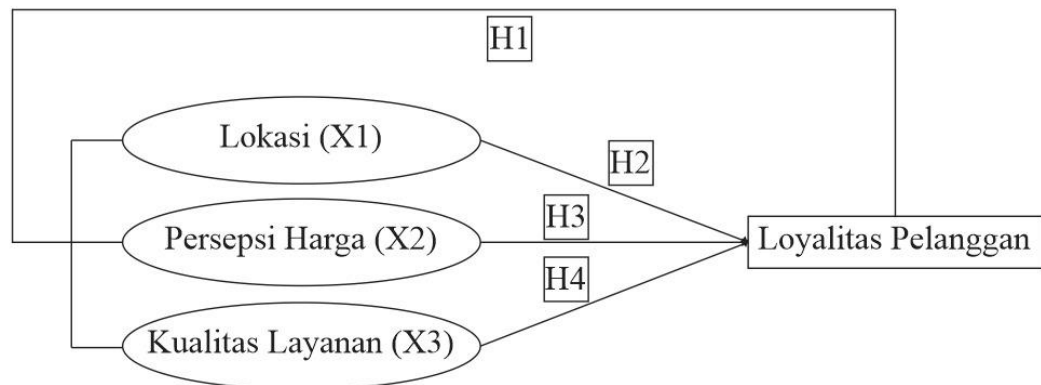 H1
Lokasi (X1)
H2
H3
Persepsi Harga (X2)
Loyalitas Pelanggan
H4
Kualitas Layanan (X3)